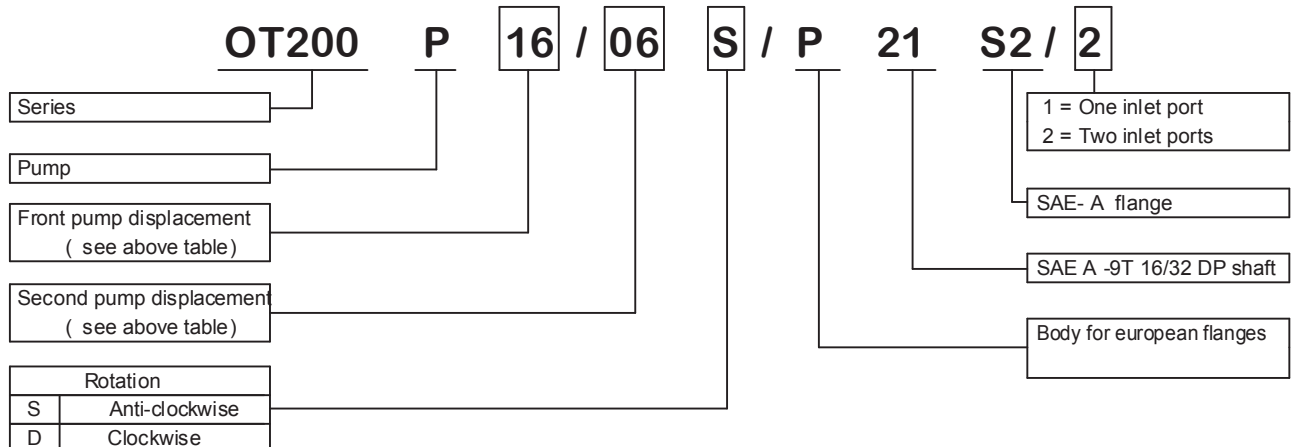 OT200 P 16 / 06 S / P 21 S2 / 2
Series
Pump
Front pump displacement
( see above table)
Second pump displacement
( see above table)
Rotation
S Anti-clockwise
D Clockwise
1 = One inlet port
2 = Two inlet ports
SAE- A flange
SAE A -9T 16/32 DP shaft
Body for european flanges